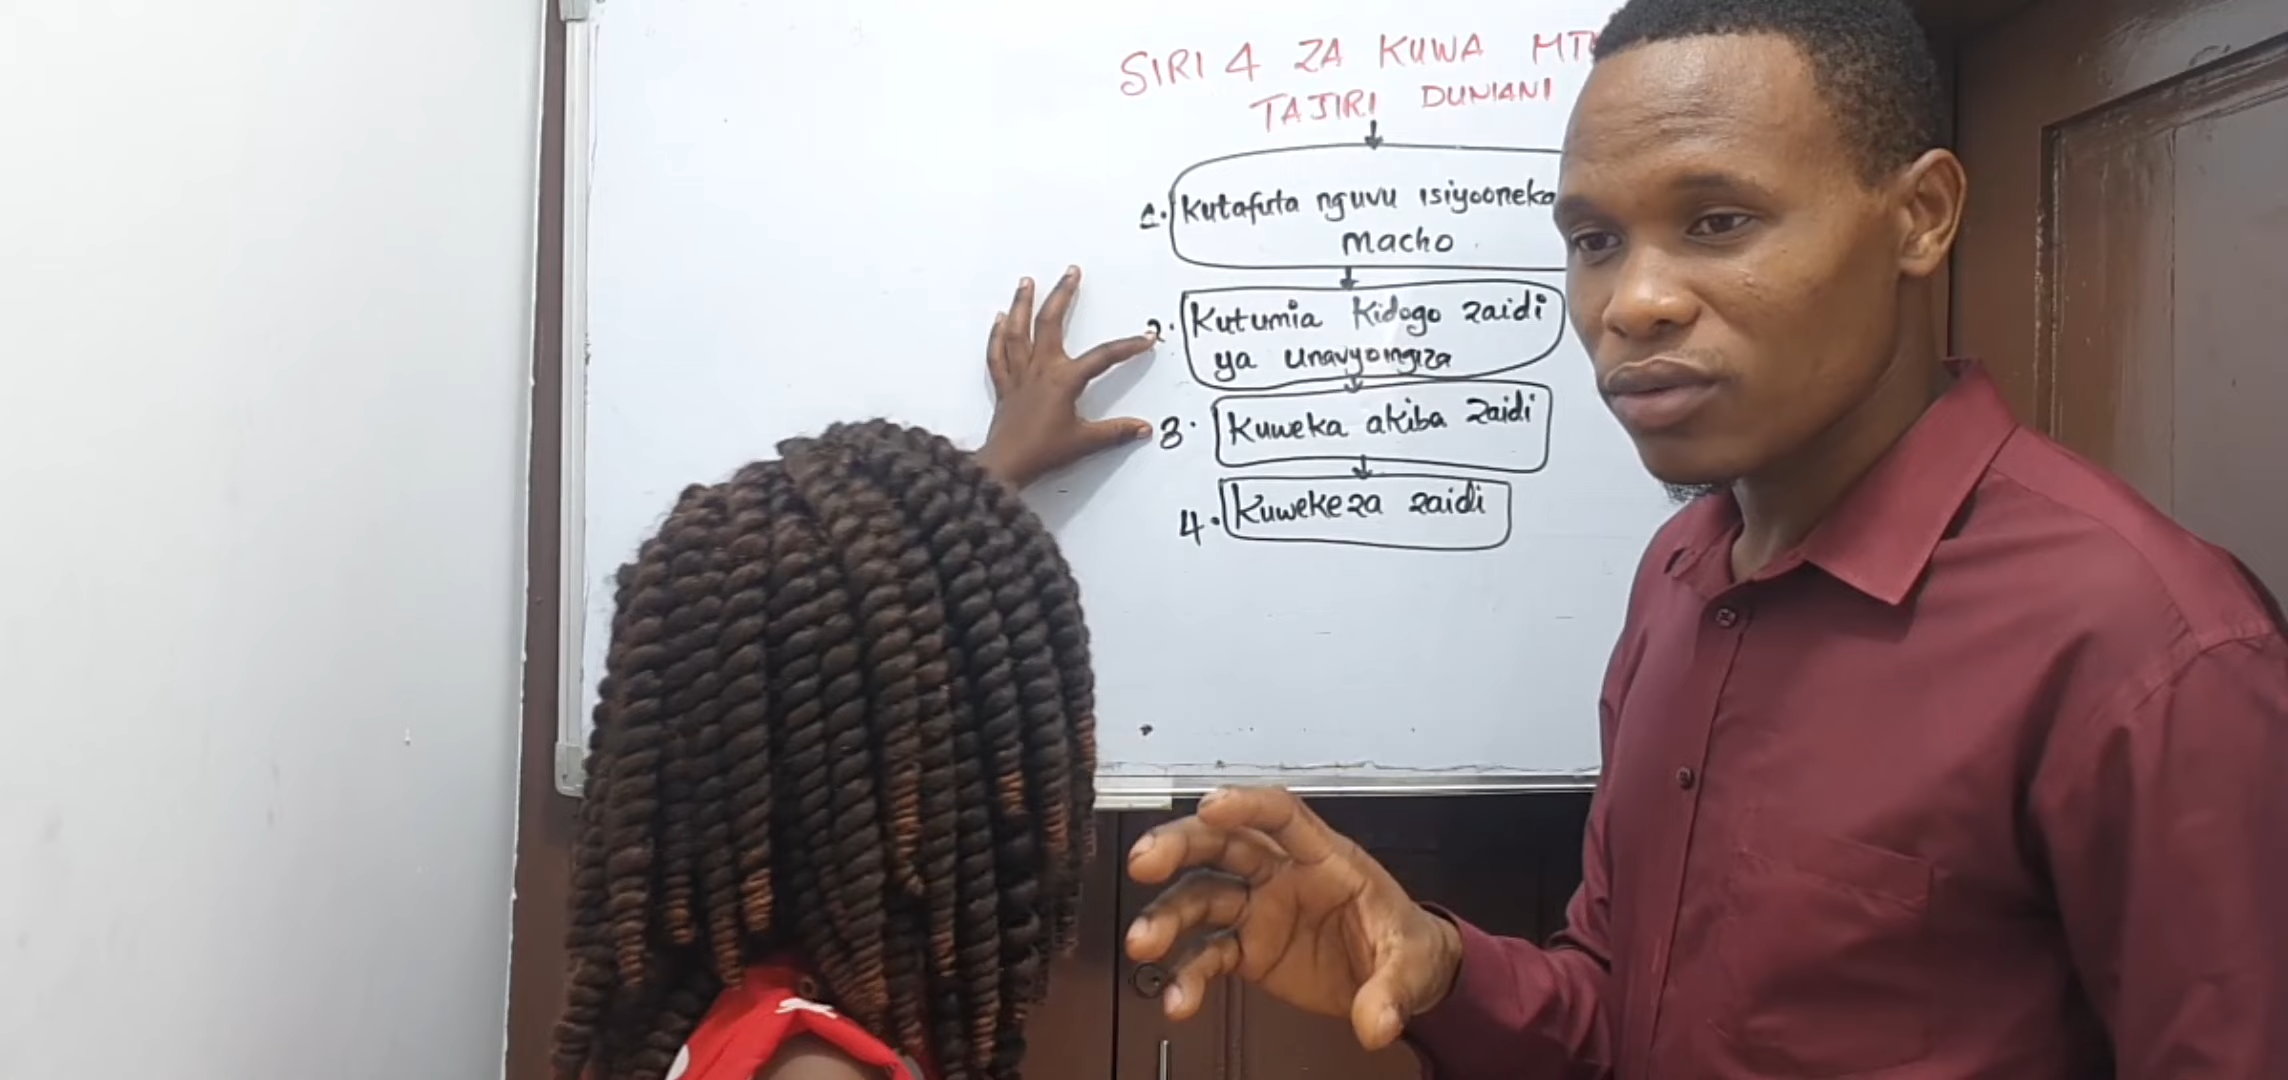 SIRI 4 ZA KUWA
TAJIRI DUNIANI
1. Kutafuta nguvu isiyooneka
macho
2. Kutumia Kidogo zaidi
ya unavyoingiza
3. Kuweka akiba zaidi
4. Kuwekeza zaidi